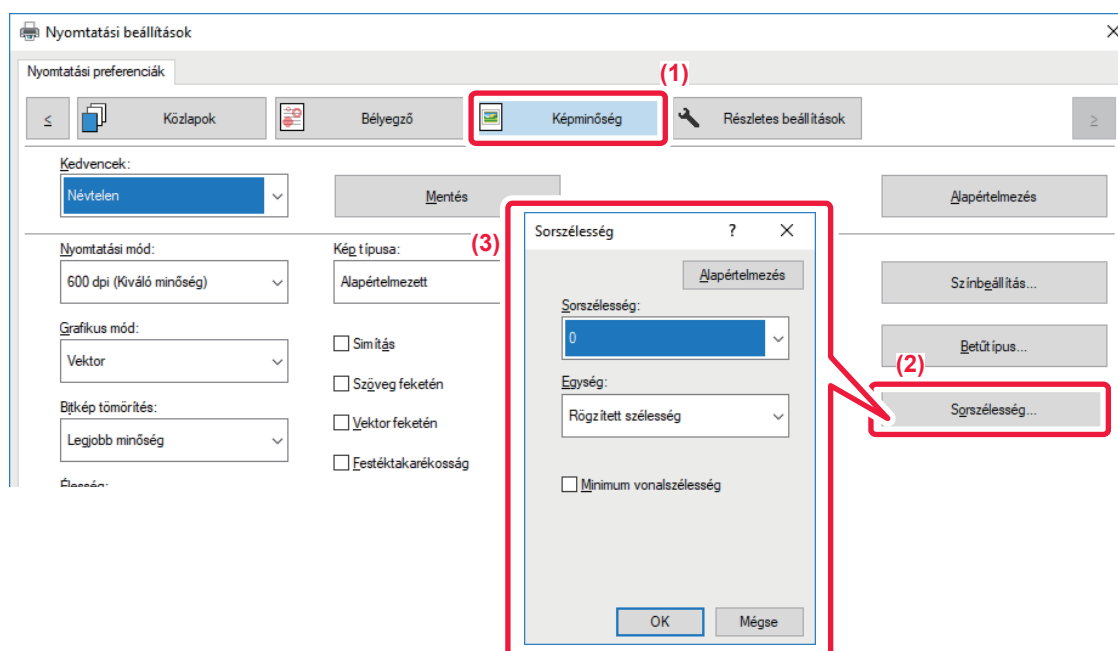 Nyomtatási beállítások
Nyomtatási preferenciák
(1)
< Közlapok Bélyegző Képminőség Részletes beállítások >
Kedvencek:
Névtelen Mentés Alapértelmezés
Nyomtatási mód: Kép típusa: (3) Sorszélesség ? X
600 dpi (Kiváló minőség) Alapértelmezett Alapértelmezés Színbeállítás...
Sorszélesség:
Grafikus mód: 0
Vektor Simítás Betűtípus...
(2)
Szöveg feketén Egység:
Bitkép tömörítés: Rögzített szélesség Sorszélesség...
Legjobb minőség Vektor feketén
Festéktakarékosság
Élesség: Minimum vonalszélesség
OK Mégse